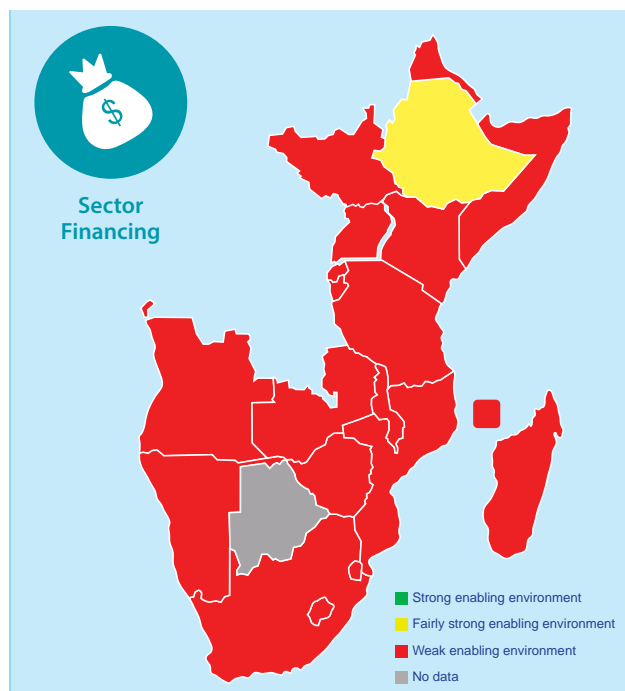 $
Sector
Financing
Strong enabling environment
Fairly strong enabling environment
Weak enabling environment
No data